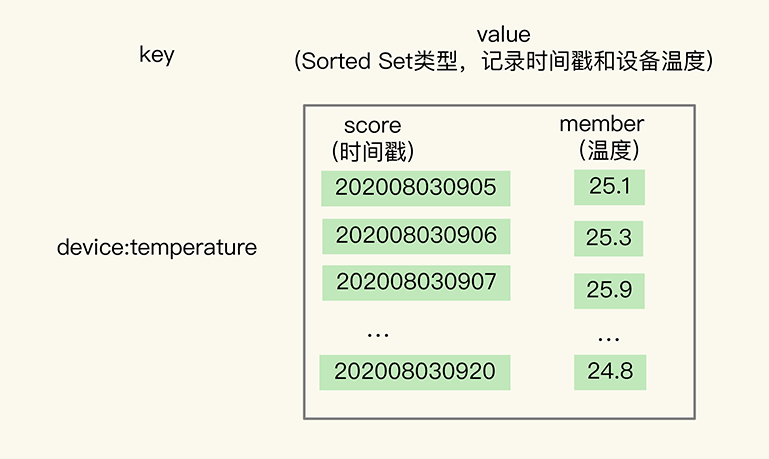 key
value
（Sorted Set类型，记录时间戳和设备温度）
score
（时间戳）
member
（温度）
202008030905
25.1
202008030906
25.3
device:temperature
202008030907
25.9
...
...
202008030920
24.8